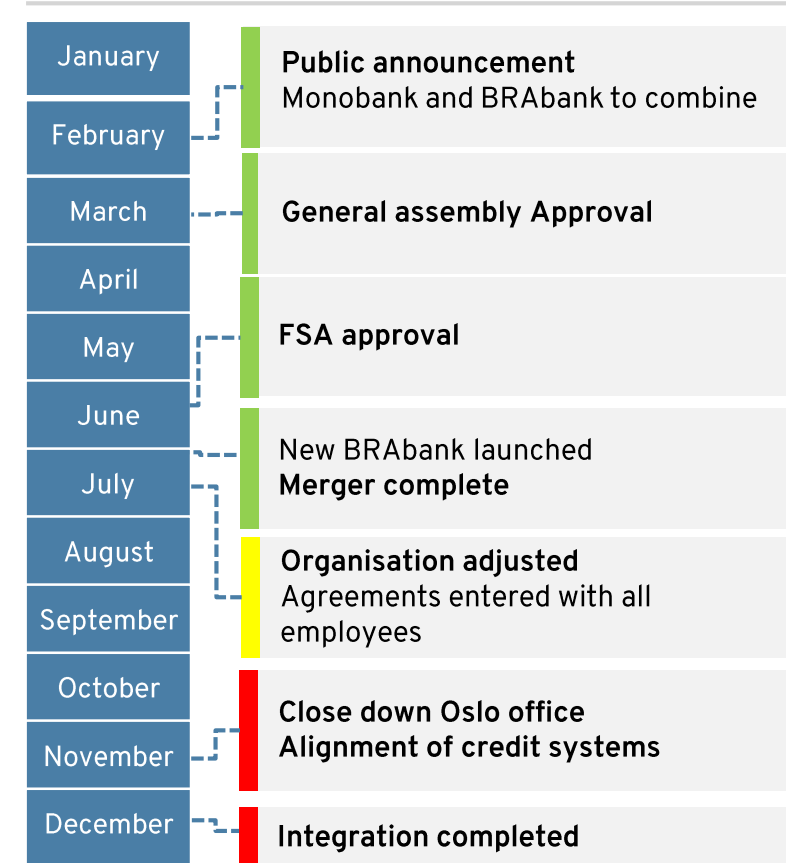 January
February
March
April
May
June
July
August
September
October
November
December
Public announcement
Monobank and BRAbank to combine
General assembly Approval
FSA approval
New BRAbank launched
Merger complete
Organisation adjusted
Agreements entered with all
employees
Close down Oslo office
Alignment of credit systems
Integration completed